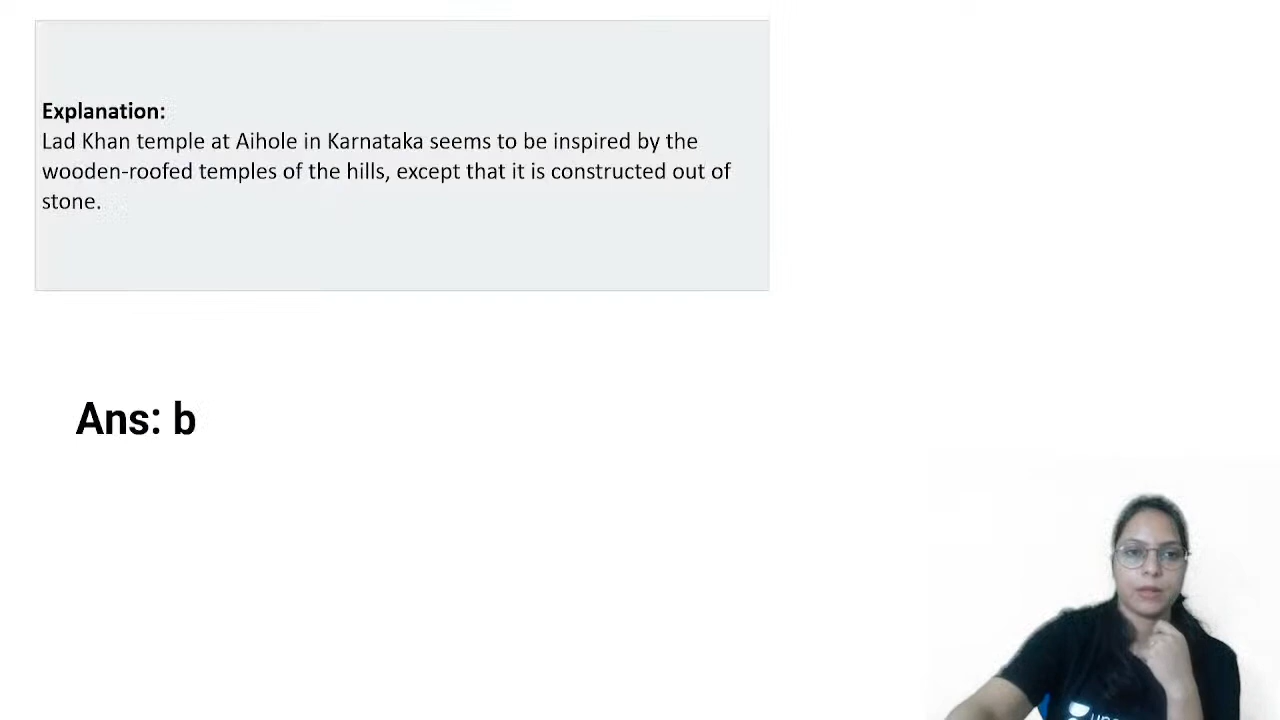 Explanation:
Lad Khan temple at Aihole in Karnataka seems to be inspired by the
wooden-roofed temples of the hills, except that it is constructed out of
stone.
Ans: b